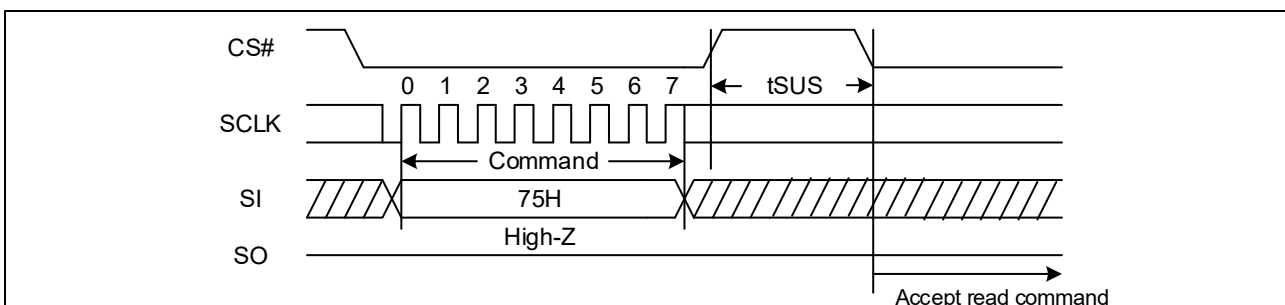 CS#
tSUS
0 1 2 3 4 5 6 7
SCLK
Command
SI
75H
High-Z
SO
Accept read command